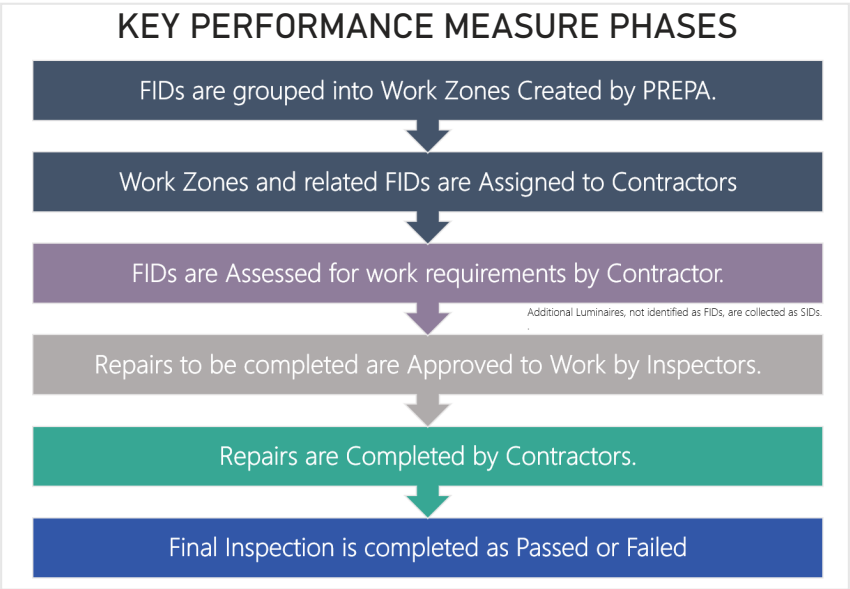 KEY PERFORMANCE MEASURE PHASES
FIDs are grouped into Work Zones Created by PREPA.
Work Zones and related FIDs are Assigned to Contractors
FIDs are Assessed for work requirements by Contractor.
Additional Luminaires, not identified as FIDs, are collected as SIDs.
.
Repairs to be completed are Approved to Work by Inspectors.
Repairs are Completed by Contractors.
Final Inspection is completed as Passed or Failed